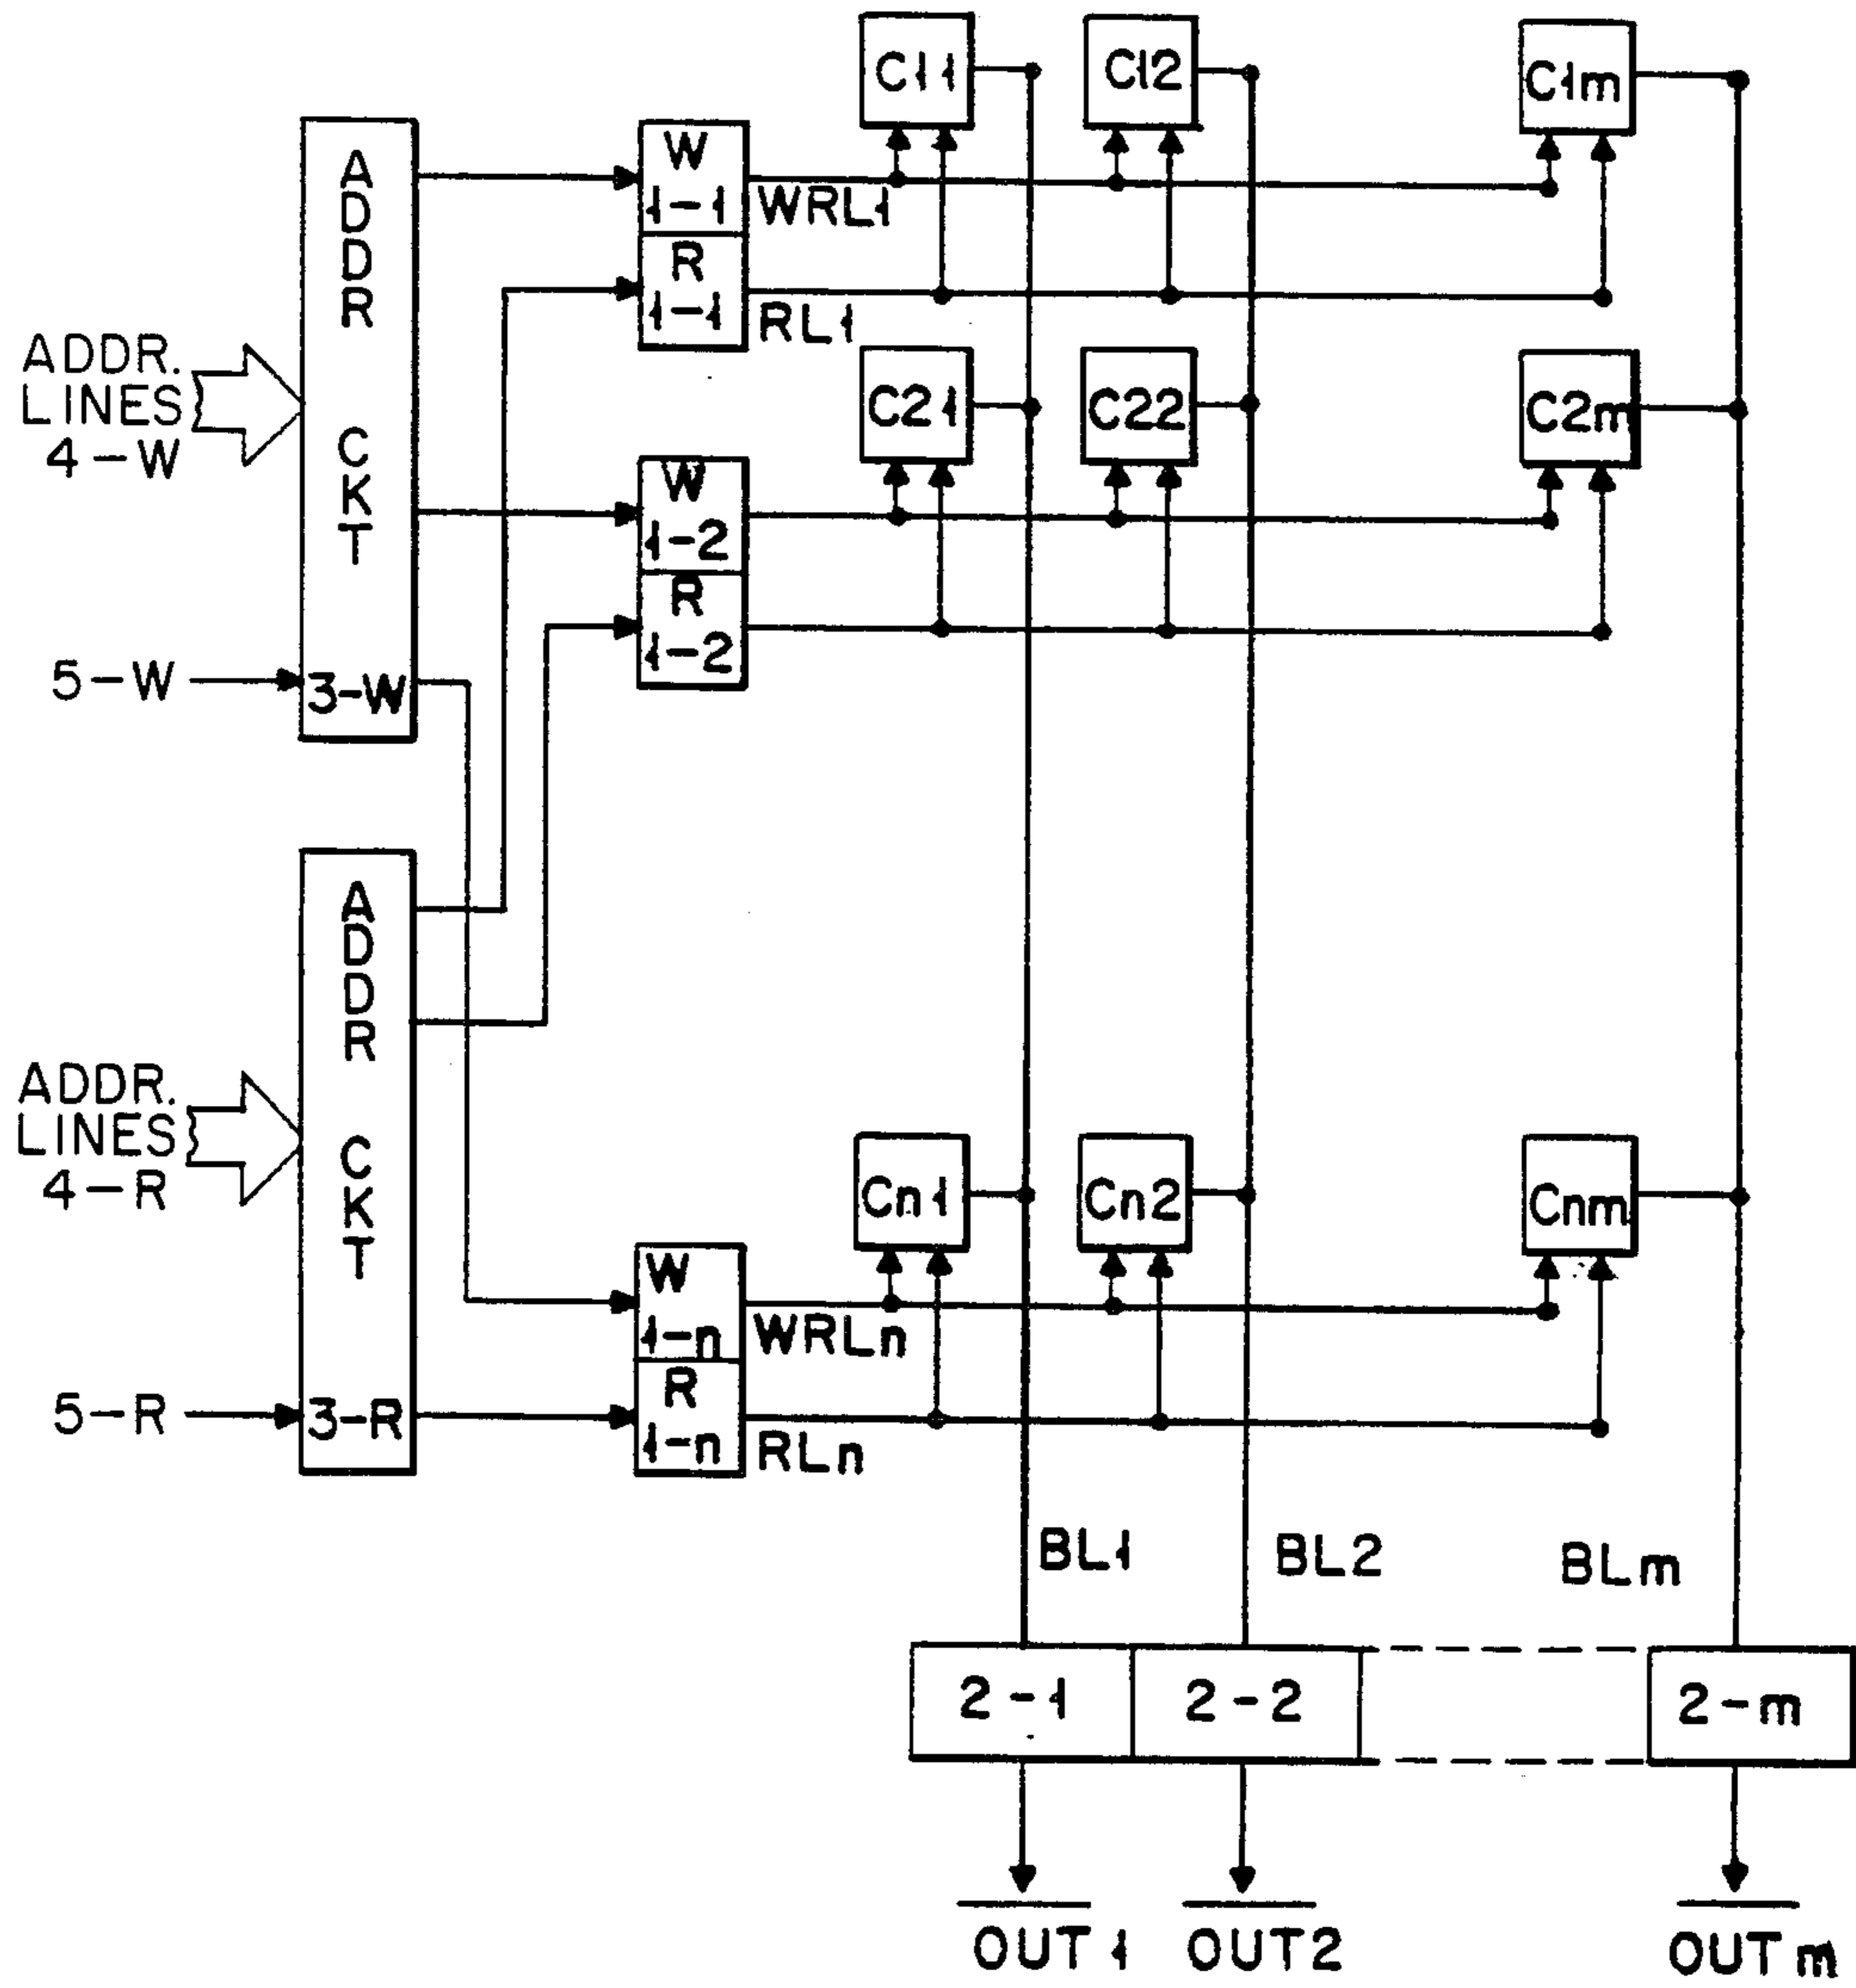 C11
C12
C1m
ADDR CKT
W
1-1
WRL1
R
1-1
RL1
ADDR.
LINES
4-W
C21
C22
C2m
W
1-2
R
1-2
5-W
3-W
ADDR CKT
ADDR.
LINES
4-R
Cn1
Cn2
Cnm
W
1-n
WRLn
R
1-n
RLn
5-R
3-R
BL1
BL2
BLm
2-1
2-2
2-m
OUT1
OUT2
OUTm